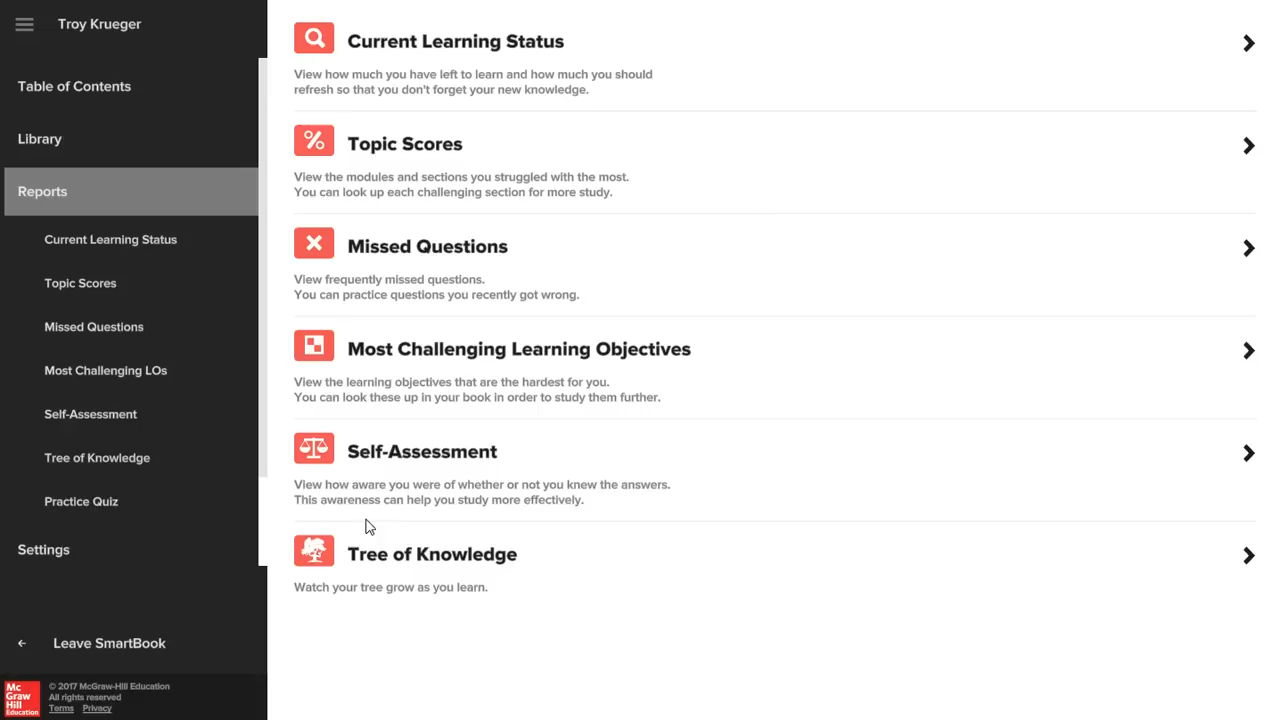 Troy Krueger
Table of Contents
Library
Reports
Current Learning Status
Topic Scores
Missed Questions
Most Challenging LOs
Self-Assessment
Tree of Knowledge
Practice Quiz
Settings
Leave SmartBook
Mc
Graw
Hill
Education
© 2017 McGraw-Hill Education
All rights reserved
Terms Privacy
Current Learning Status
View how much you have left to learn and how much you should
refresh so that you don't forget your new knowledge.
%
Topic Scores
View the modules and sections you struggled with the most.
You can look up each challenging section for more study.
Missed Questions
View frequently missed questions.
You can practice questions you recently got wrong.
Most Challenging Learning Objectives
View the learning objectives that are the hardest for you.
You can look these up in your book in order to study them further.
Self-Assessment
View how aware you were of whether or not you knew the answers.
This awareness can help you study more effectively.
Tree of Knowledge
Watch your tree grow as you learn.